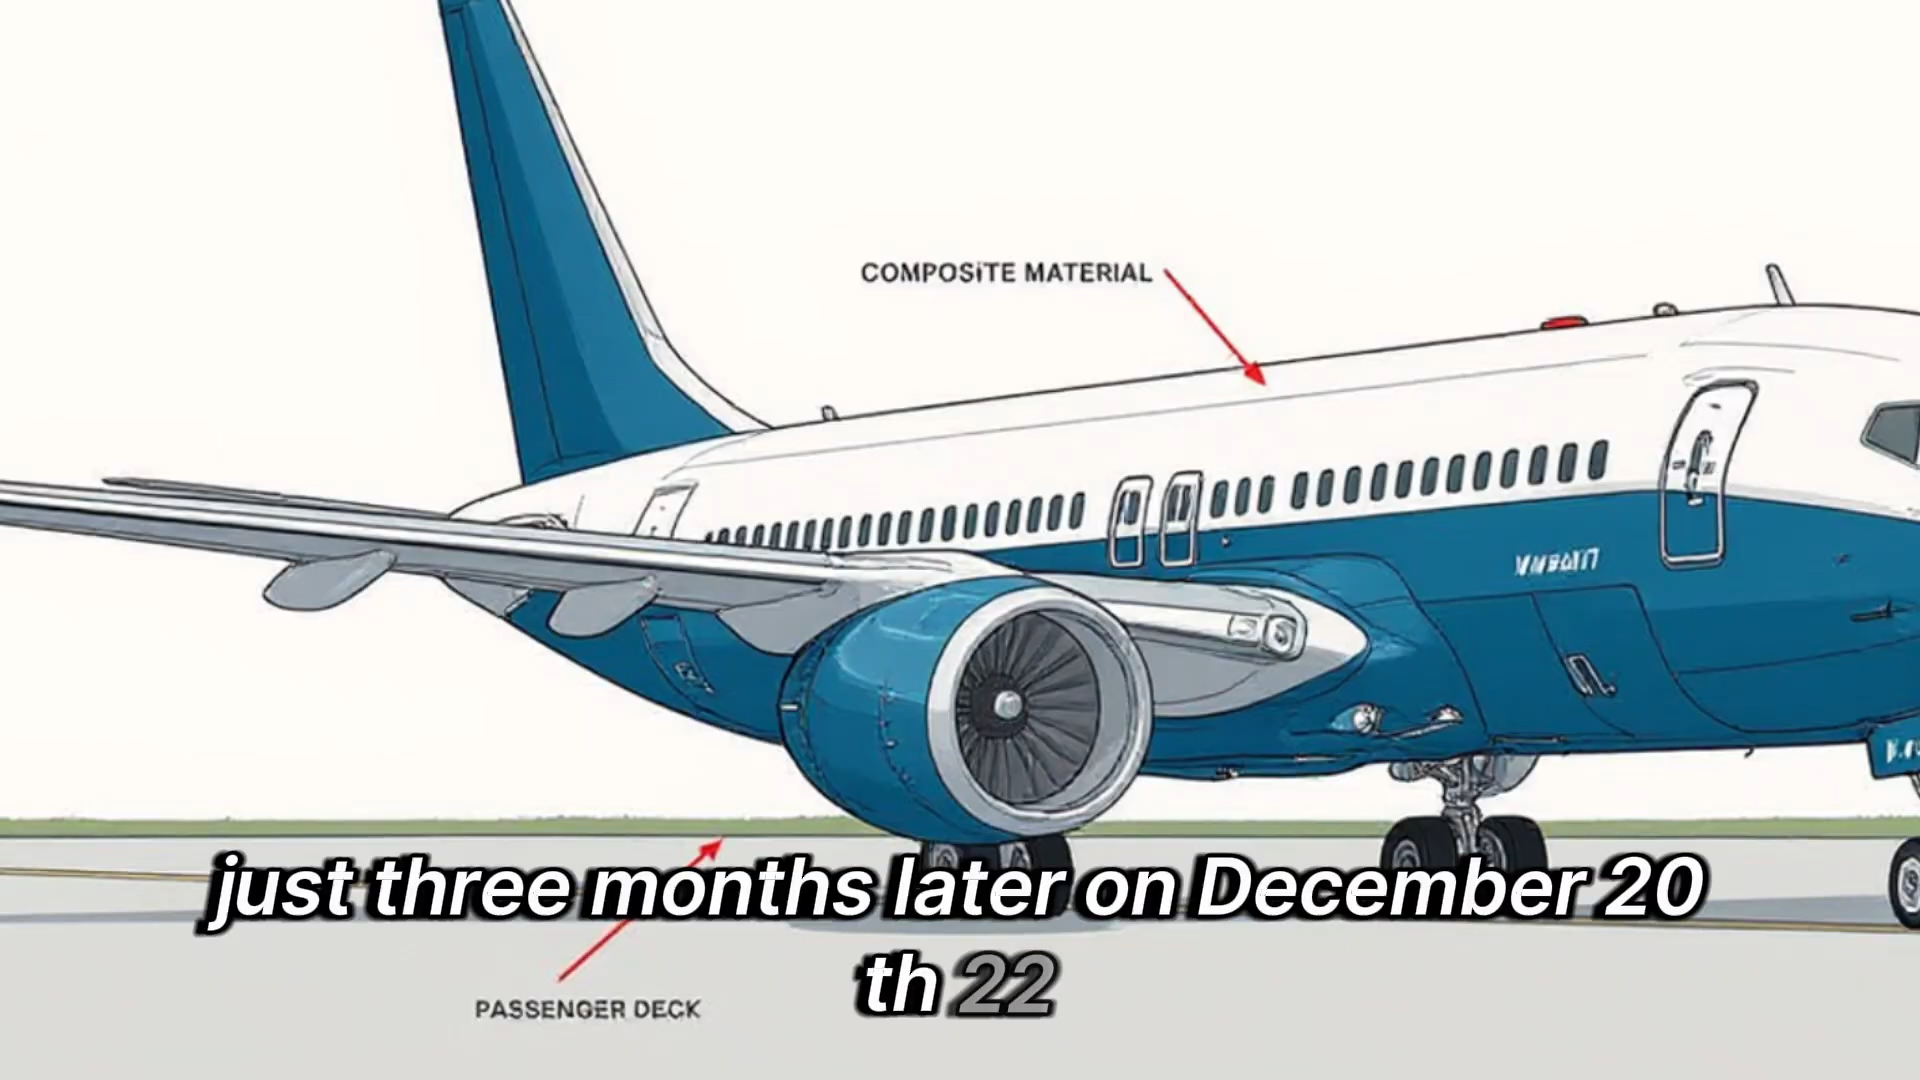 COMPOSITE MATERIAL
just three months later on December 20
th 22
PASSENGER DECK